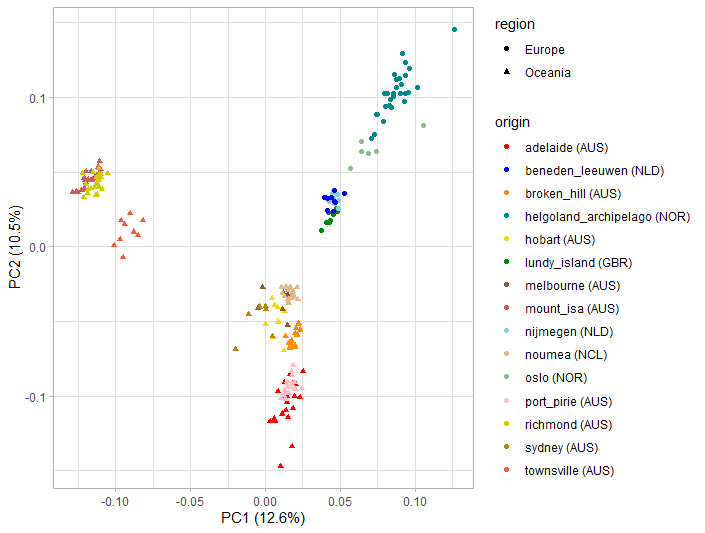 region
Europe
Oceania
origin
adelaide (AUS)
beneden_leeuwen (NLD)
broken_hill (AUS)
helgoland_archipelago (NOR)
hobart (AUS)
lundy_island (GBR)
melbourne (AUS)
mount_isa (AUS)
nijmegen (NLD)
noumea (NCL)
oslo (NOR)
port_pirie (AUS)
richmond (AUS)
sydney (AUS)
townsville (AUS)
PC2 (10.5%)
0.1
0.0
-0.1
-0.10
-0.05
0.00
0.05
0.10
PC1 (12.6%)